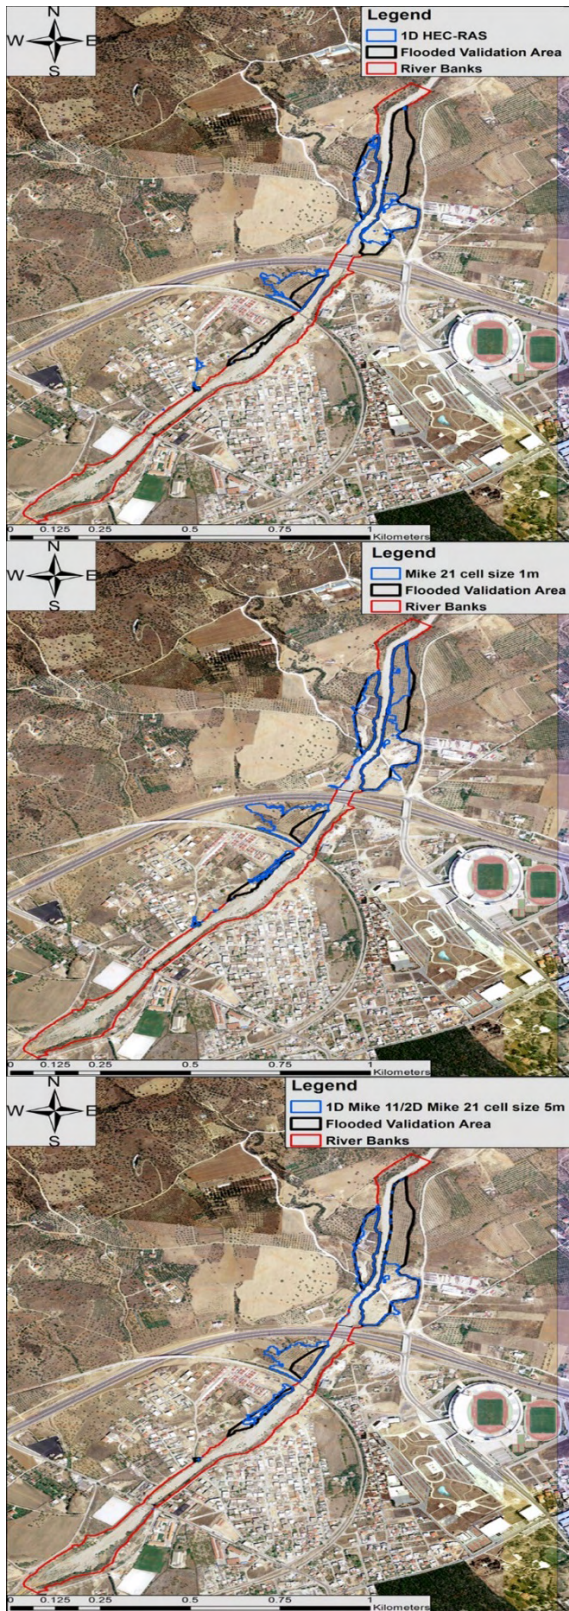 N
W E
S
Legend
1D HEC-RAS
Flooded Validation Area
River Banks
0 0.125 0.25 0.5 0.75 1
Kilometers
N
W E
S
Legend
Mike 21 cell size 1m
Flooded Validation Area
River Banks
0 0.125 0.25 0.5 0.75 1
Kilometers
N
W E
S
Legend
1D Mike 11/2D Mike 21 cell size 5m
Flooded Validation Area
River Banks
0 0.125 0.25 0.5 0.75 1
Kilometers